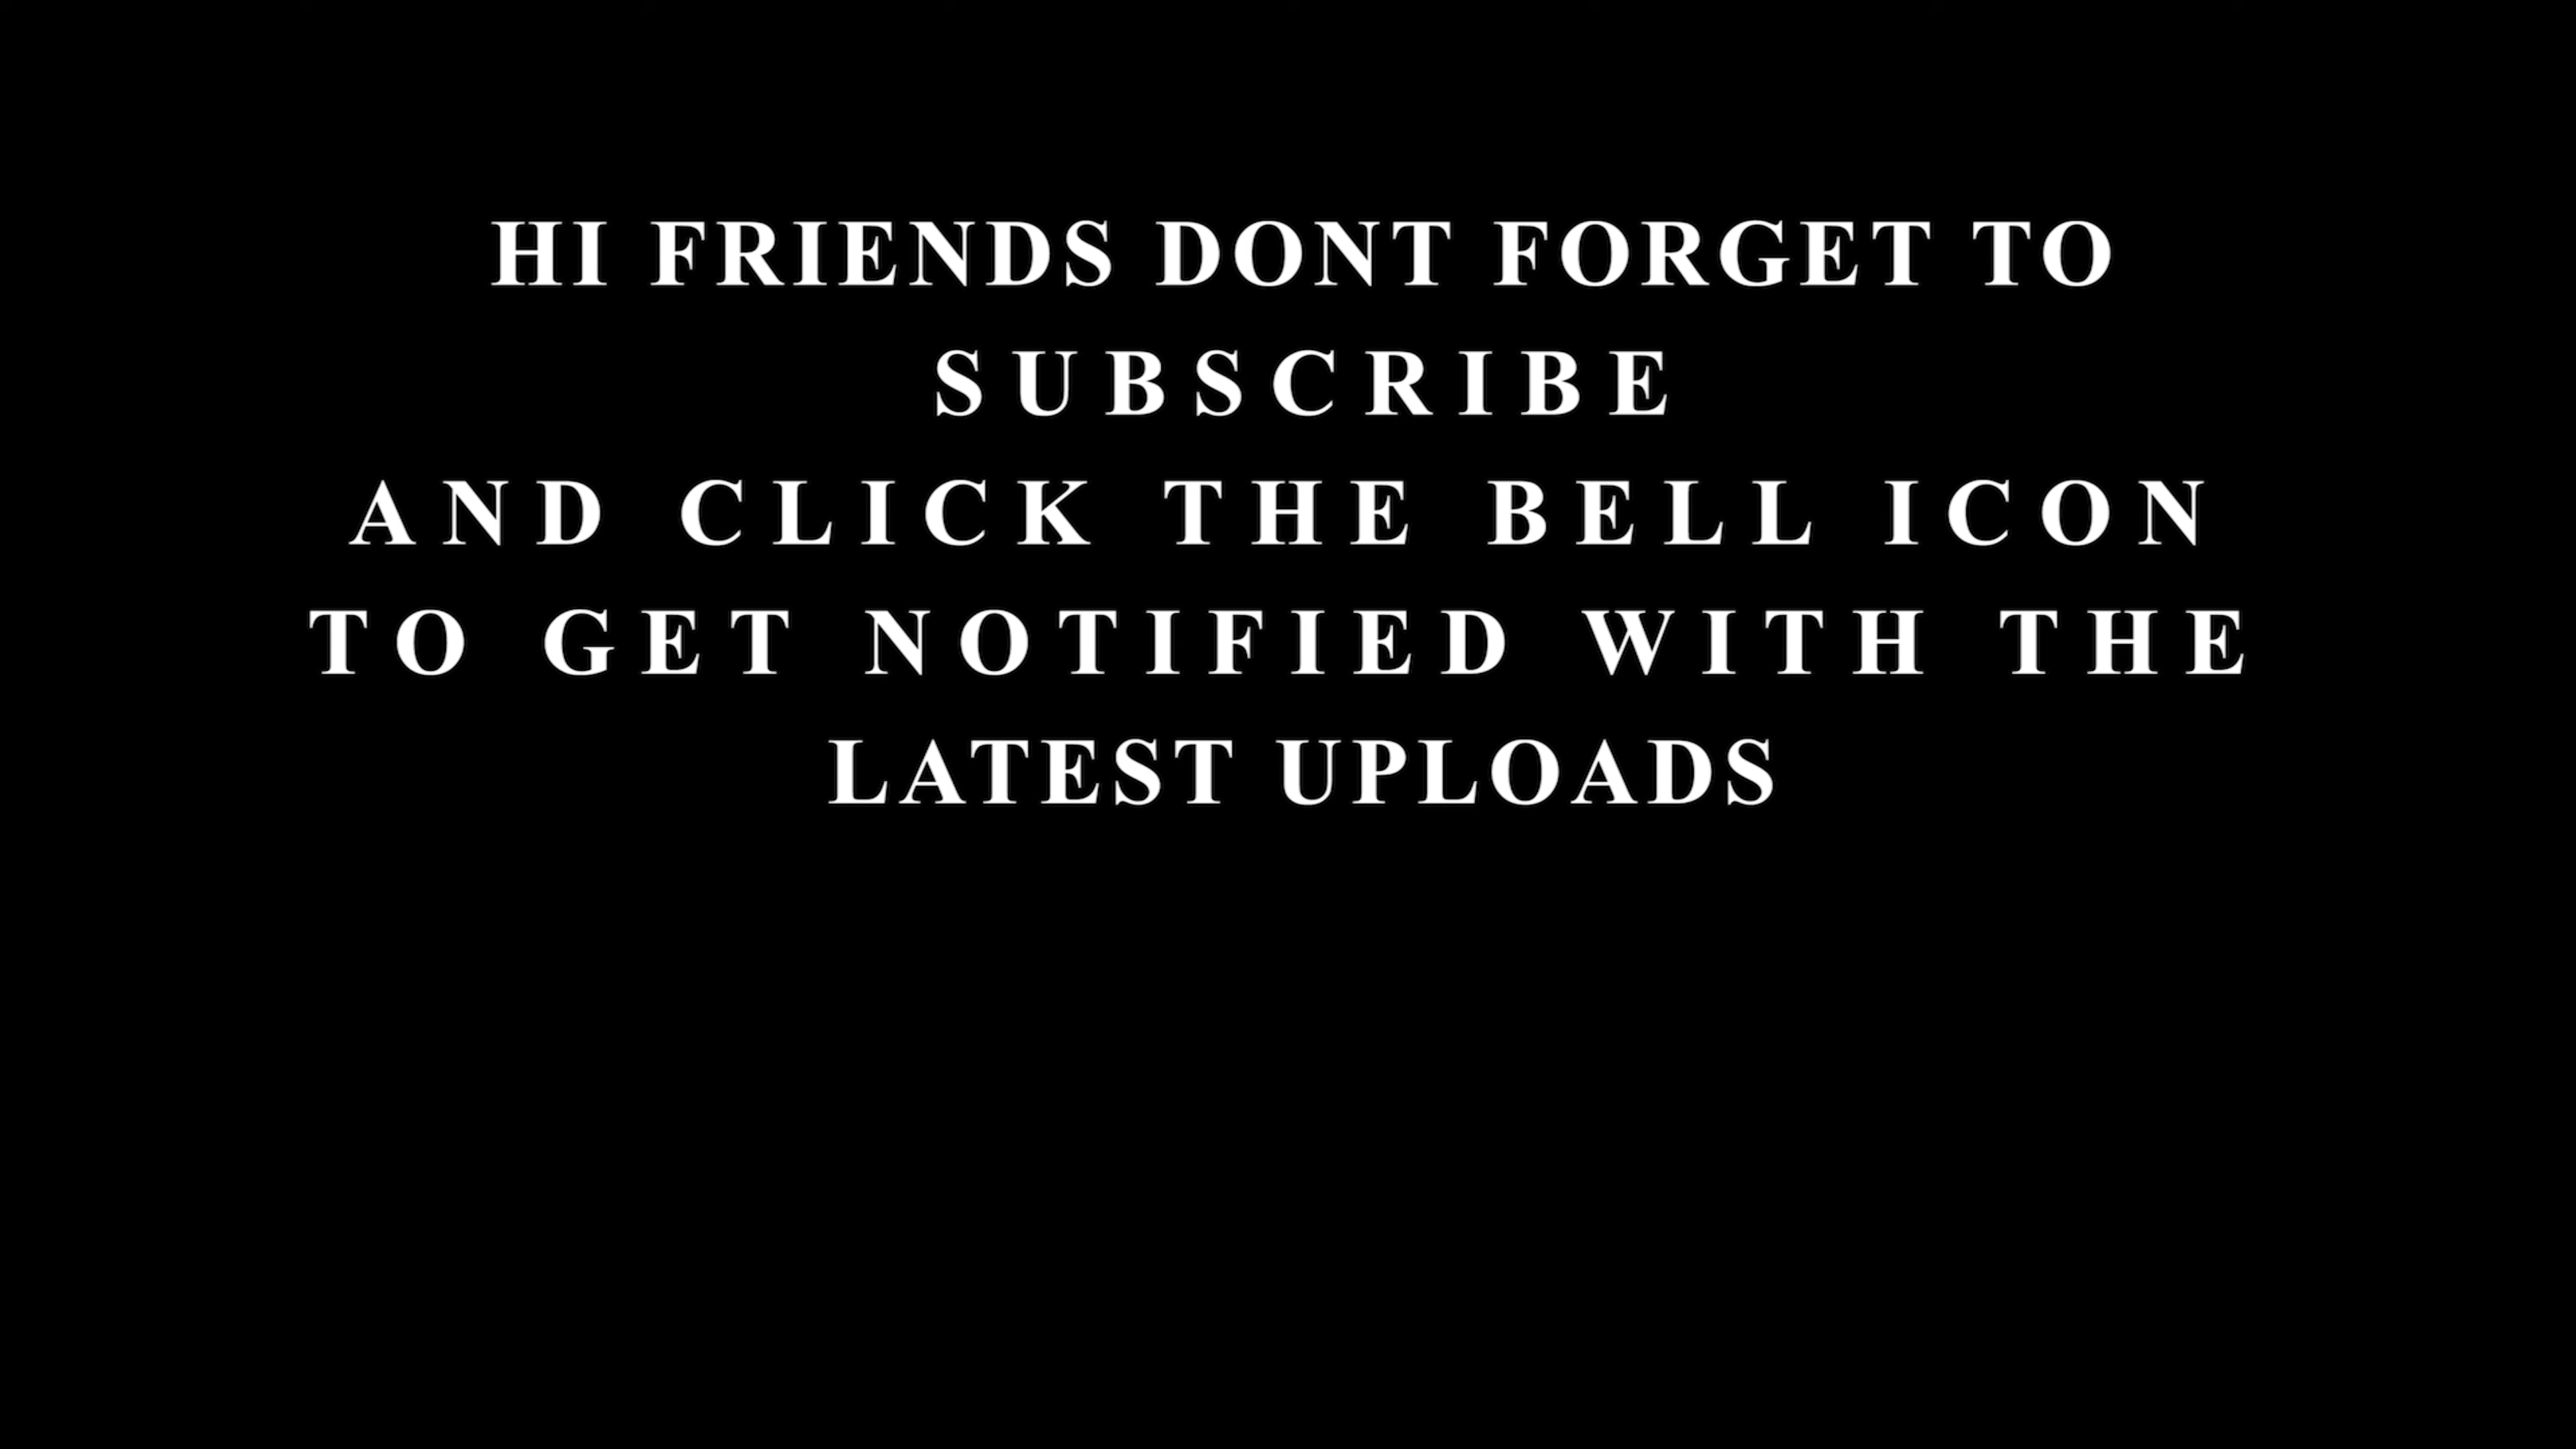 HI FRIENDS DONT FORGET TO
SUBSCRIBE
AND CLICK THE BELL ICON
TO GET NOTIFIED WITH THE
LATEST UPLOADS